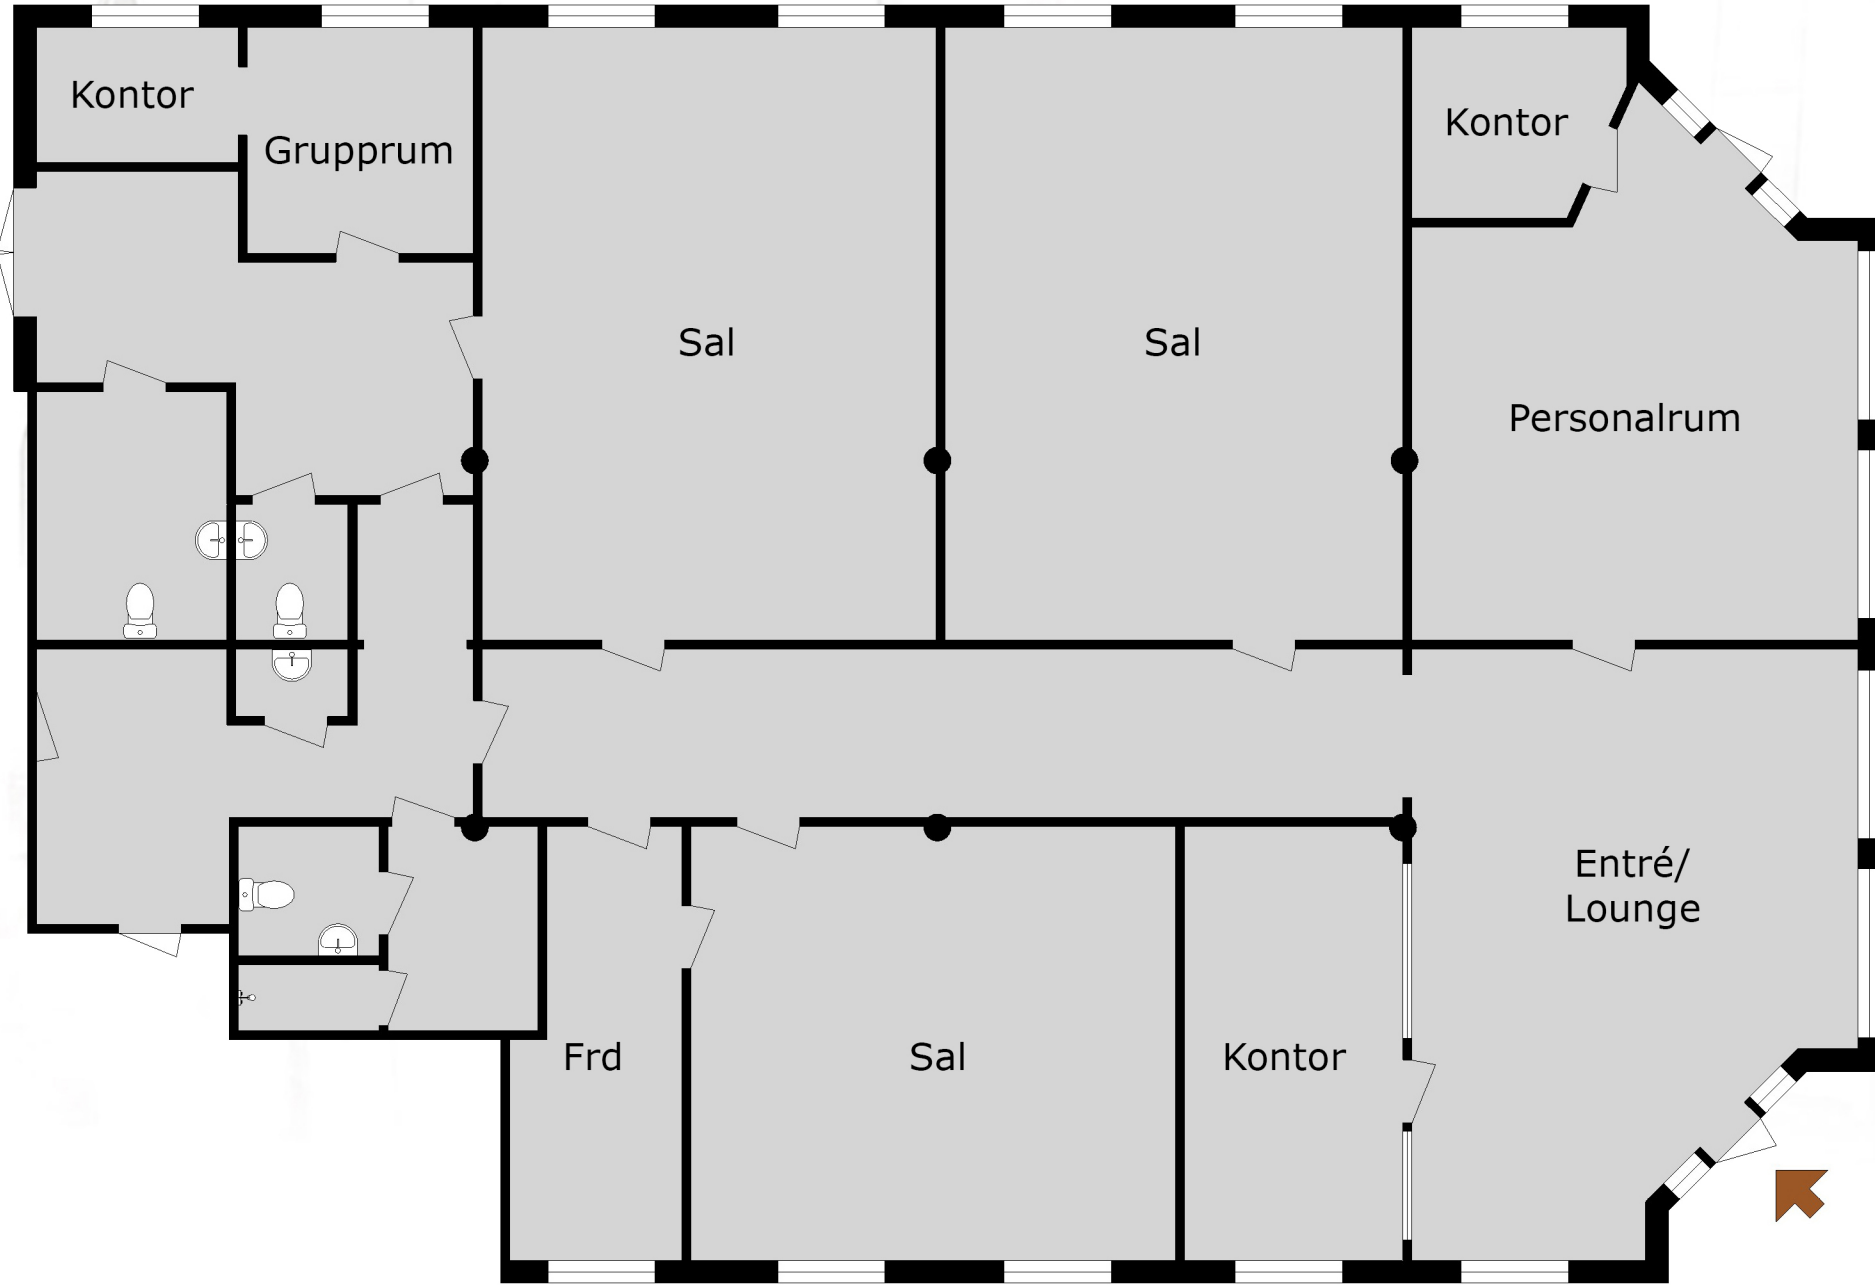 Kontor
Grupprum
Kontor
Sal
Sal
Personalrum
Entré/
Lounge
Frd
Sal
Kontor